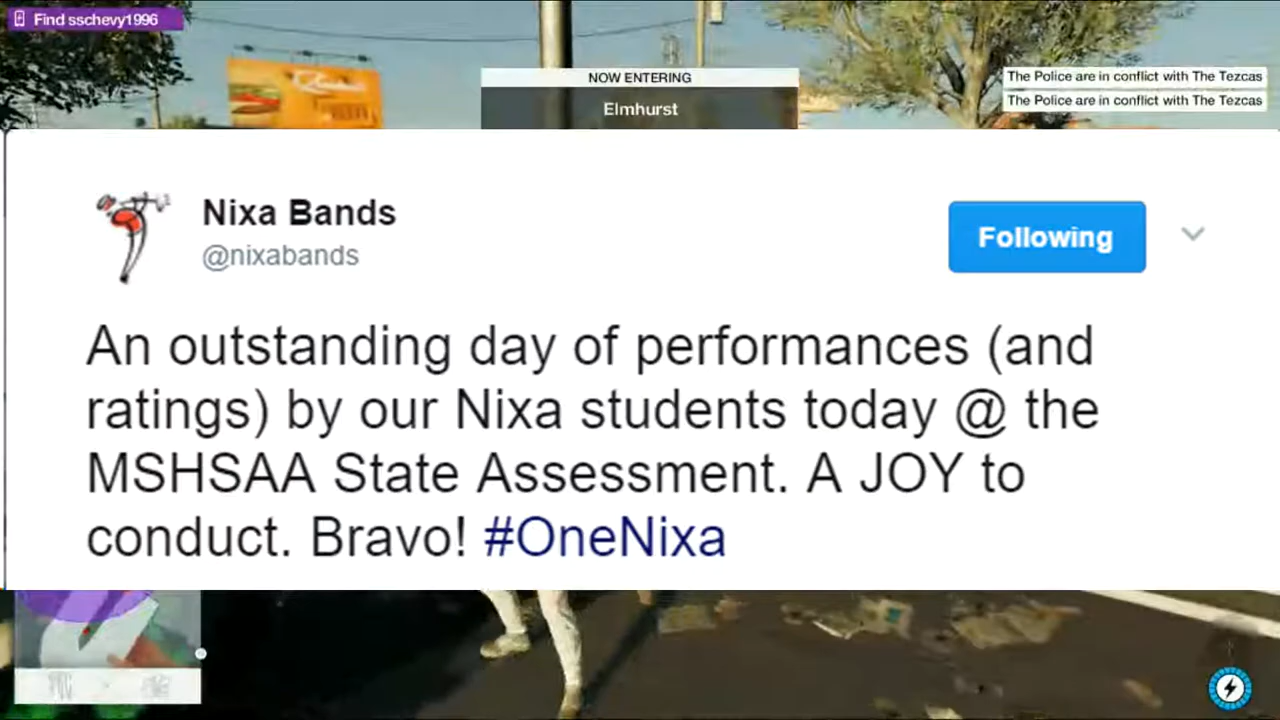 Find sschevy1996
NOW ENTERING
Elmhurst
The Police are in conflict with The Tezcas
The Police are in conflict with The Tezcas
Nixa Bands
@nixabands
Following
An outstanding day of performances (and
ratings) by our Nixa students today @ the
MSHSAA State Assessment. A JOY to
conduct. Bravo! #OneNixa